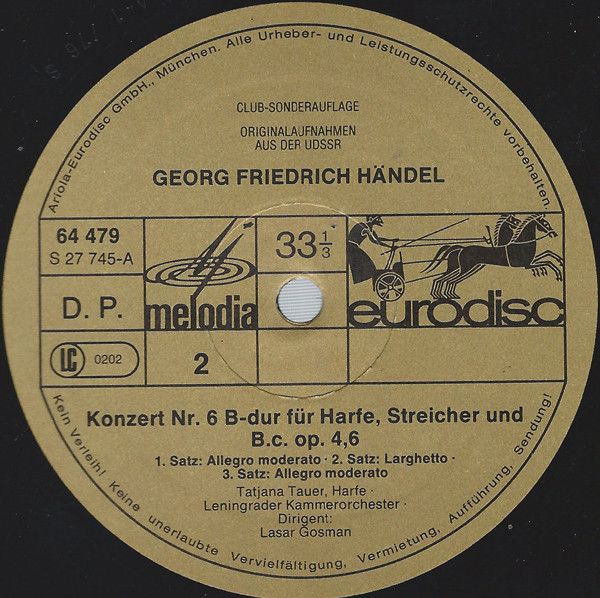 Ariola-Eurodisc GmbH., München. Alle Urheber- und Leistungsschutzrechte vorbehalten.
CLUB-SONDERAUFLAGE
ORIGINALAUFNAHMEN
AUS DER UDSSR
GEORG FRIEDRICH HÄNDEL
64 479
S 27 745-A
33 1/3
D. P.
melodia
eurodisc
LC 0202
2
Konzert Nr. 6 B-dur für Harfe, Streicher und
B.c. op. 4,6
1. Satz: Allegro moderato · 2. Satz: Larghetto ·
3. Satz: Allegro moderato
Tatjana Tauer, Harfe ·
Leningrader Kammerorchester ·
Dirigent:
Lasar Gosman
Kein Verleih! Keine unerlaubte Vervielfältigung, Vermietung, Aufführung, Sendung!